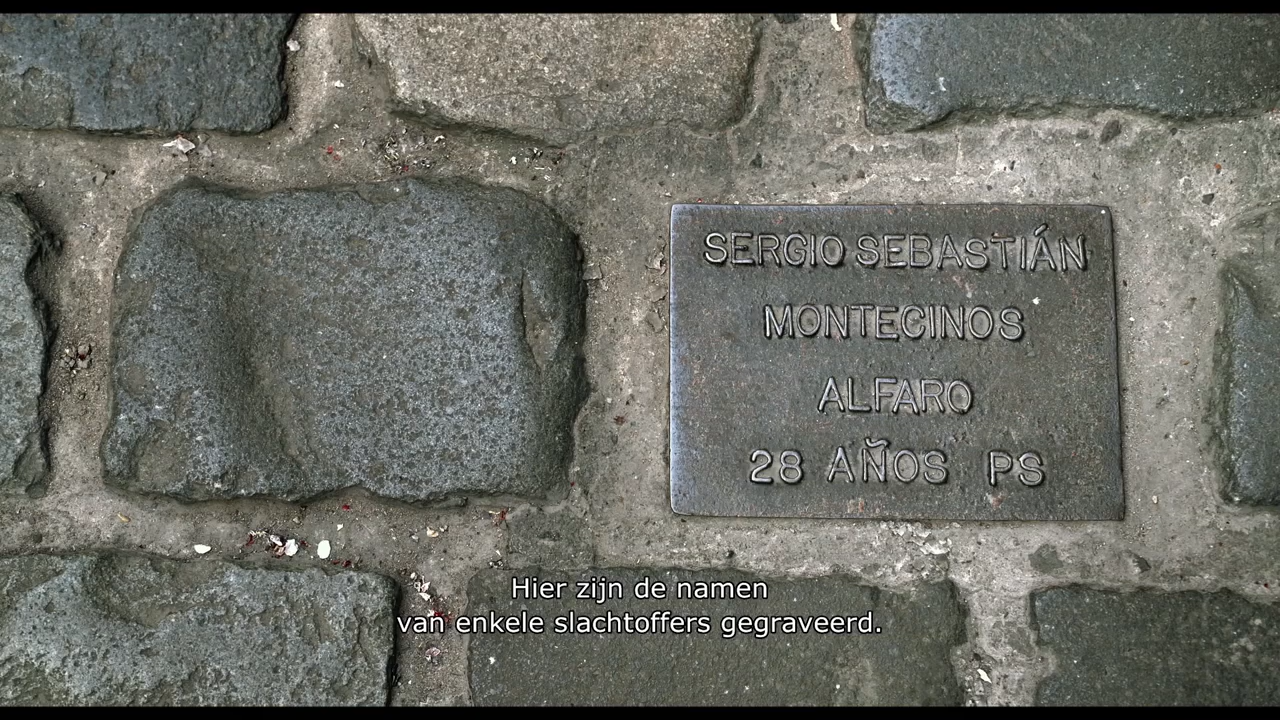 SERGIO SEBASTIÁN
MONTECINOS
ALFARO
28 AÑOS PS
Hier zijn de namen
van enkele slachtoffers gegraveerd.